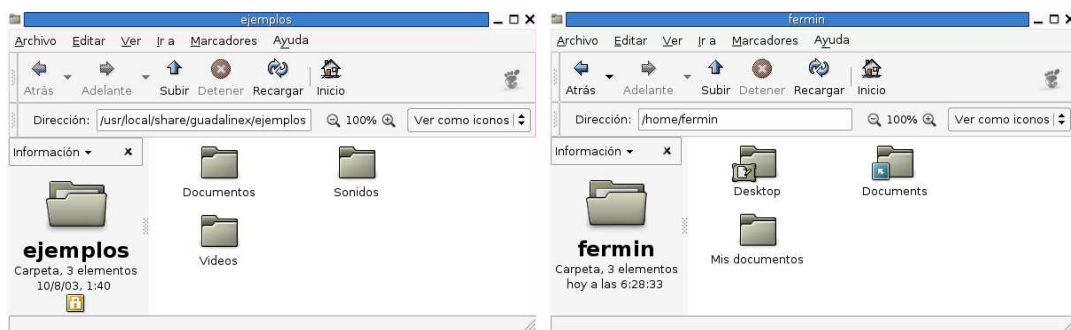 ejemplos
Archivo Editar Ver Ir a Marcadores Ayuda
Atrás Adelante Subir Detener Recargar Inicio
Dirección: /usr/local/share/guadalinex/ejemplos 100% Ver como iconos
Información
Documentos Sonidos
Videos
ejemplos
Carpeta, 3 elementos
10/8/03, 1:40
fermin
Archivo Editar Ver Ir a Marcadores Ayuda
Atrás Adelante Subir Detener Recargar Inicio
Dirección: /home/fermin 100% Ver como iconos
Información
Desktop Documents
Mis documentos
fermin
Carpeta, 3 elementos
hoy a las 6:28:33